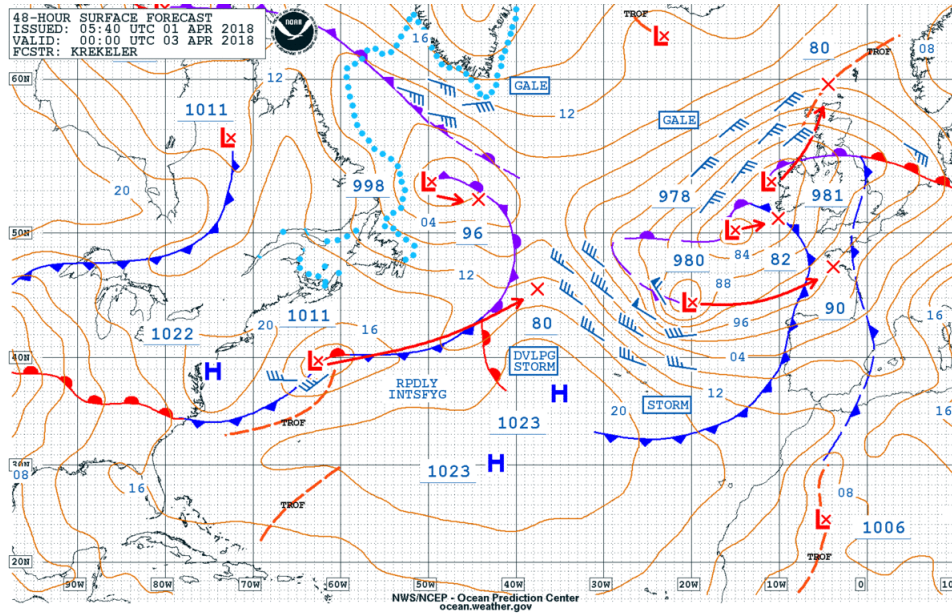 48-HOUR SURFACE FORECAST
ISSUED: 05:40 UTC 01 APR 2018
VALID: 00:00 UTC 03 APR 2018
FCSTR: KREKELER
NOAA
TROF
16
80
TROF
08
60N
12
GALE
12
GALE
1011
L
L
20
998
L
978
L
981
04
50N
96
L
980
84
82
12
88
L
1011
16
20
80
96
90
16
1022
40N
L
DVLPG
STORM
04
H
RPDLY
INTSFYG
H
12
STORM
20
12
1023
TROF
30N
1023
H
08
16
08
TROF
L
1006
20N
TROF
90W
80W
70W
60W
50W
40W
30W
20W
10W
0
10E
NWS/NCEP - Ocean Prediction Center
ocean.weather.gov